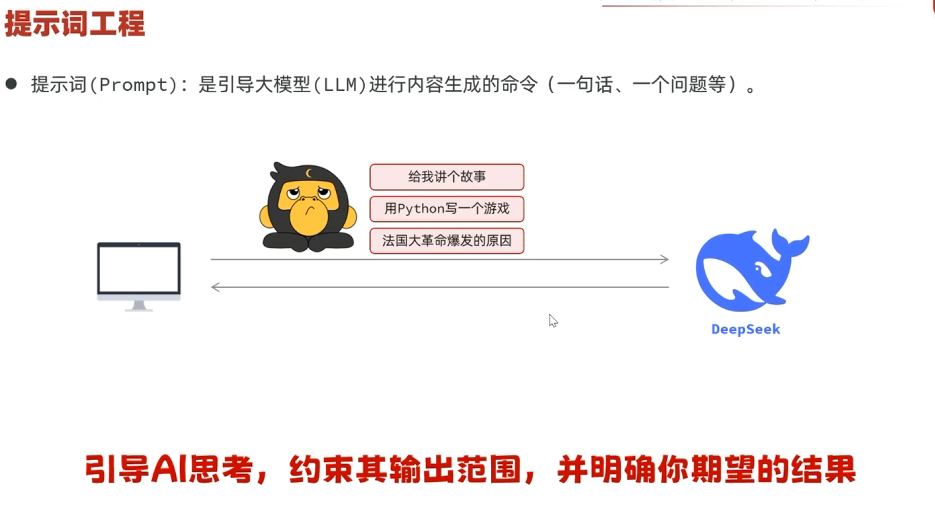 提示词工程
● 提示词(Prompt)：是引导大模型(LLM)进行内容生成的命令（一句话、一个问题等）。
给我讲个故事
用Python写一个游戏
法国大革命爆发的原因
DeepSeek
引导AI思考，约束其输出范围，并明确你期望的结果